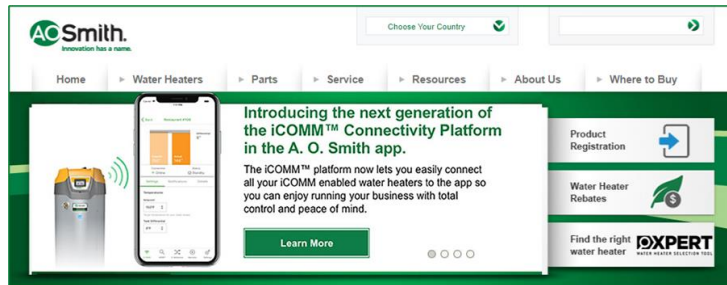 AO Smith.
Innovation has a name.
Choose Your Country
Home
Water Heaters
Parts
Service
Resources
About Us
Where to Buy
Introducing the next generation of
the iCOMM™ Connectivity Platform
in the A. O. Smith app.
The iCOMM™ platform now lets you easily connect
all your iCOMM enabled water heaters to the app so
you can enjoy running your business with total
control and peace of mind.
Learn More
Product
Registration
Water Heater
Rebates
Find the right
water heater
XPERT
WATER HEATER SELECTION TOOL